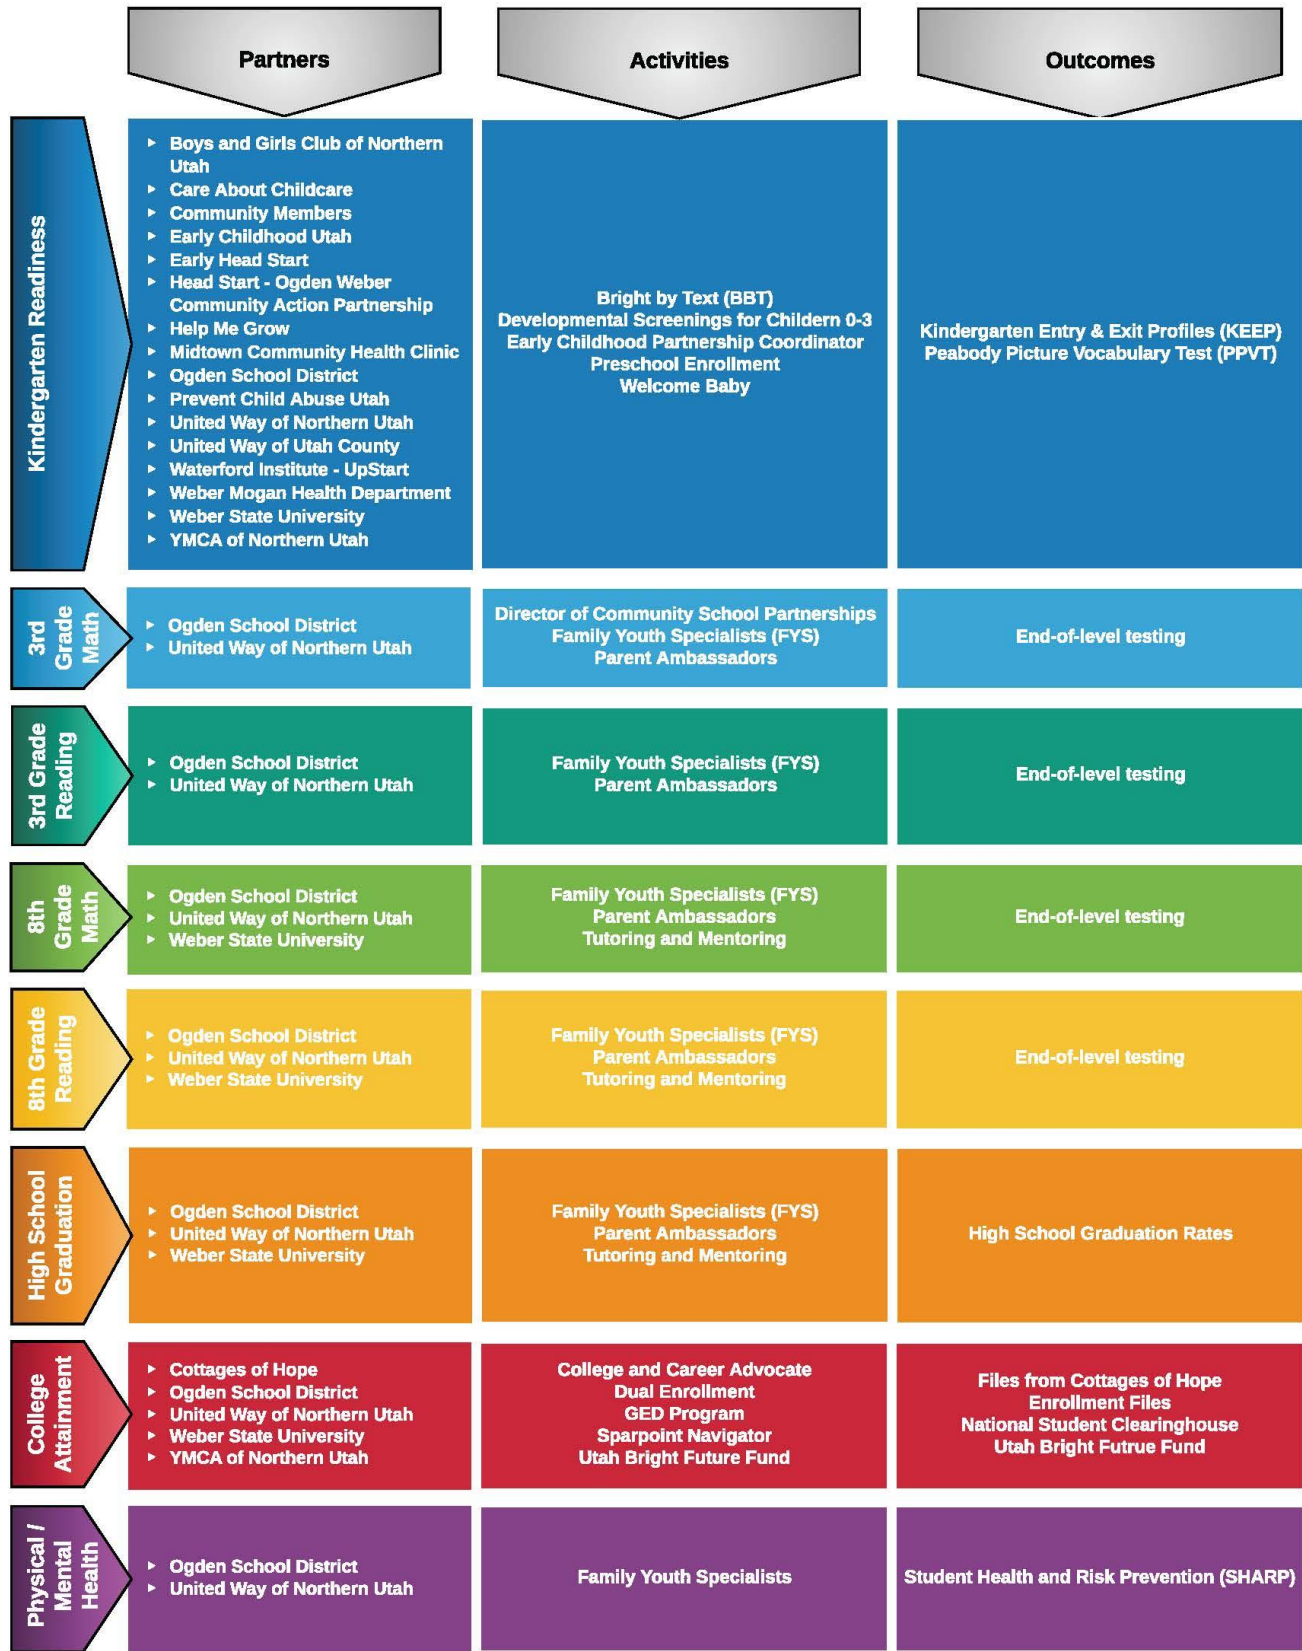 Partners
Activities
Outcomes
Kindergarten Readiness
Boys and Girls Club of Northern
Utah
Care About Childcare
Community Members
Early Childhood Utah
Early Head Start
Head Start - Ogden Weber
Community Action Partnership
Help Me Grow
Midtown Community Health Clinic
Ogden School District
Prevent Child Abuse Utah
United Way of Northern Utah
United Way of Utah County
Waterford Institute - UpStart
Weber Mogan Health Department
Weber State University
YMCA of Northern Utah
Bright by Text (BBT)
Developmental Screenings for Childern 0-3
Early Childhood Partnership Coordinator
Preschool Enrollment
Welcome Baby
Kindergarten Entry & Exit Profiles (KEEP)
Peabody Picture Vocabulary Test (PPVT)
3rd
Grade
Math
Ogden School District
United Way of Northern Utah
Director of Community School Partnerships
Family Youth Specialists (FYS)
Parent Ambassadors
End-of-level testing
3rd Grade
Reading
Ogden School District
United Way of Northern Utah
Family Youth Specialists (FYS)
Parent Ambassadors
End-of-level testing
8th
Grade
Math
Ogden School District
United Way of Northern Utah
Weber State University
Family Youth Specialists (FYS)
Parent Ambassadors
Tutoring and Mentoring
End-of-level testing
8th Grade
Reading
Ogden School District
United Way of Northern Utah
Weber State University
Family Youth Specialists (FYS)
Parent Ambassadors
Tutoring and Mentoring
End-of-level testing
High School
Graduation
Ogden School District
United Way of Northern Utah
Weber State University
Family Youth Specialists (FYS)
Parent Ambassadors
Tutoring and Mentoring
High School Graduation Rates
College
Attainment
Cottages of Hope
Ogden School District
United Way of Northern Utah
Weber State University
YMCA of Northern Utah
College and Career Advocate
Dual Enrollment
GED Program
Sparpoint Navigator
Utah Bright Future Fund
Files from Cottages of Hope
Enrollment Files
National Student Clearinghouse
Utah Bright Futrue Fund
Physical /
Mental
Health
Ogden School District
United Way of Northern Utah
Family Youth Specialists
Student Health and Risk Prevention (SHARP)